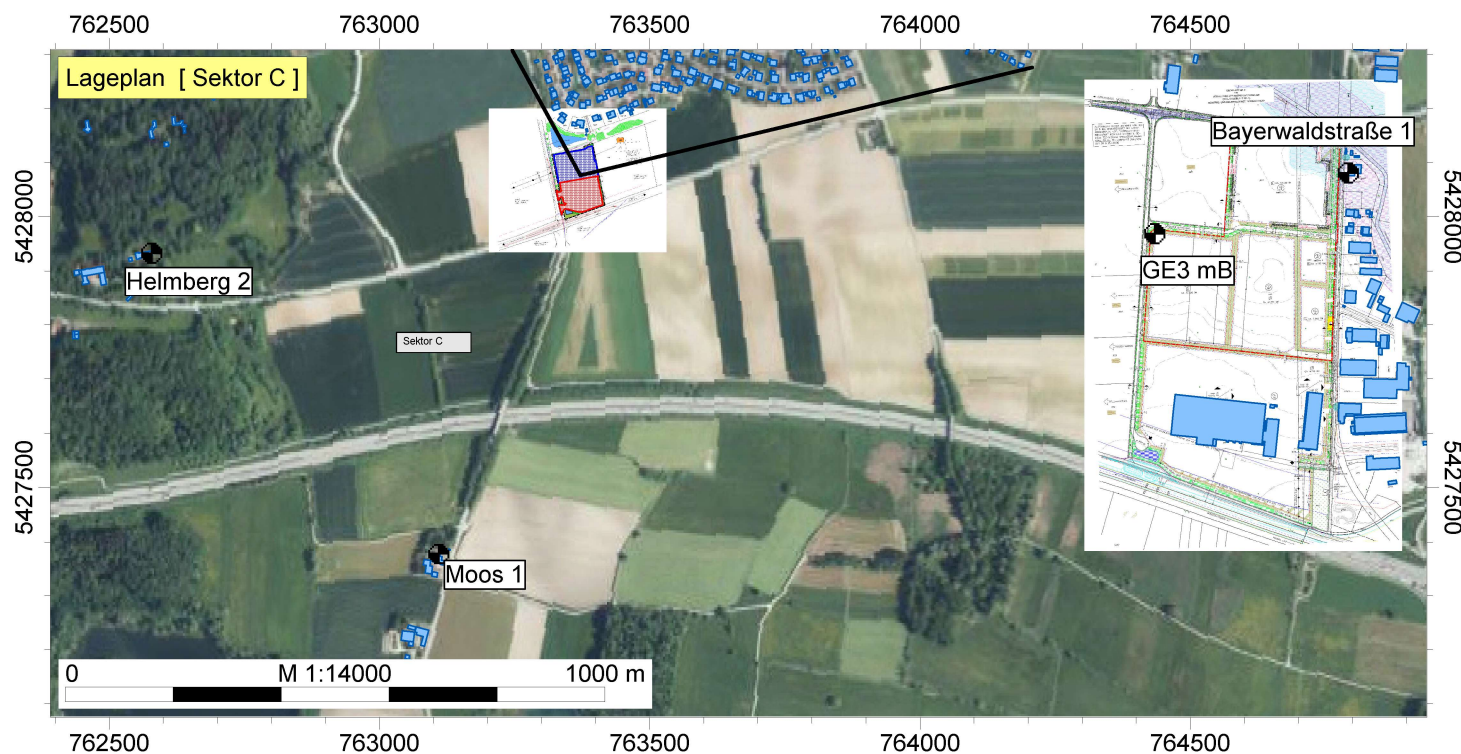 762500 763000 763500 764000 764500
Lageplan [ Sektor C ]
Bayerwaldstraße 1
5428000
5428000
GE3 mB
Helmberg 2
Sektor C
5427500
5427500
Moos 1
0 M 1:14000 1000 m
762500 763000 763500 764000 764500